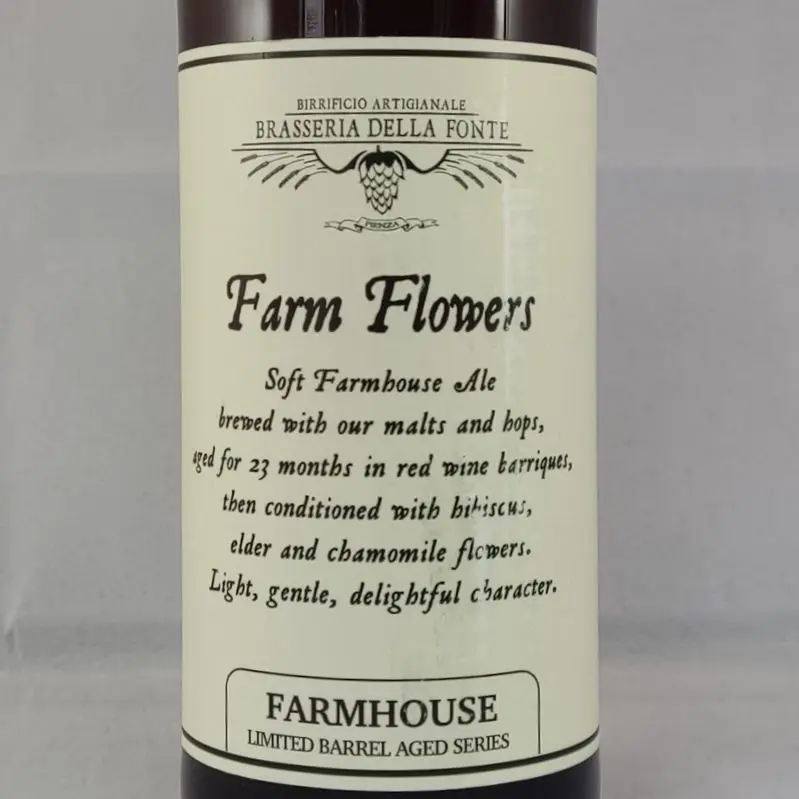 BIRRIFICIO ARTIGIANALE
BRASSERIA DELLA FONTE
PIENZA
Farm Flowers
Soft Farmhouse Ale
brewed with our malts and hops,
aged for 23 months in red wine barriques,
then conditioned with hibiscus,
elder and chamomile flowers.
Light, gentle, delightful character.
FARMHOUSE
LIMITED BARREL AGED SERIES